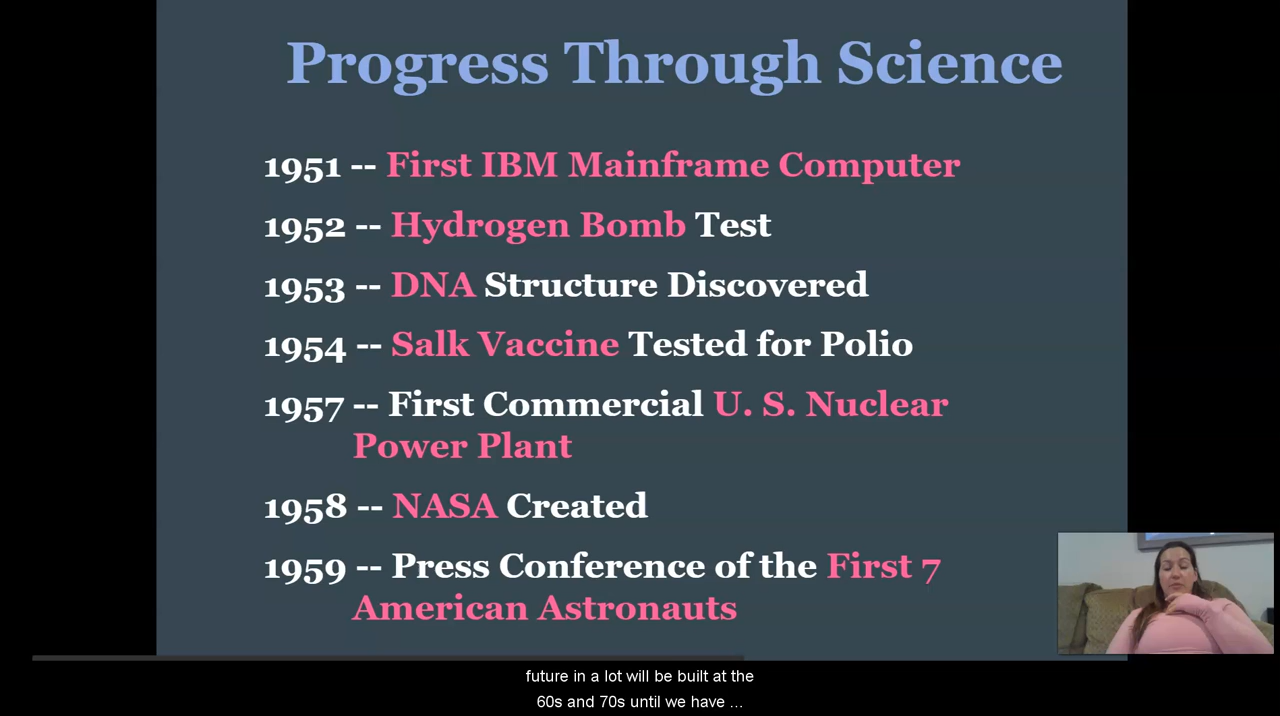 Progress Through Science
1951 -- First IBM Mainframe Computer
1952 -- Hydrogen Bomb Test
1953 -- DNA Structure Discovered
1954 -- Salk Vaccine Tested for Polio
1957 -- First Commercial U. S. Nuclear
Power Plant
1958 -- NASA Created
1959 -- Press Conference of the First 7
American Astronauts
future in a lot will be built at the
60s and 70s until we have ...